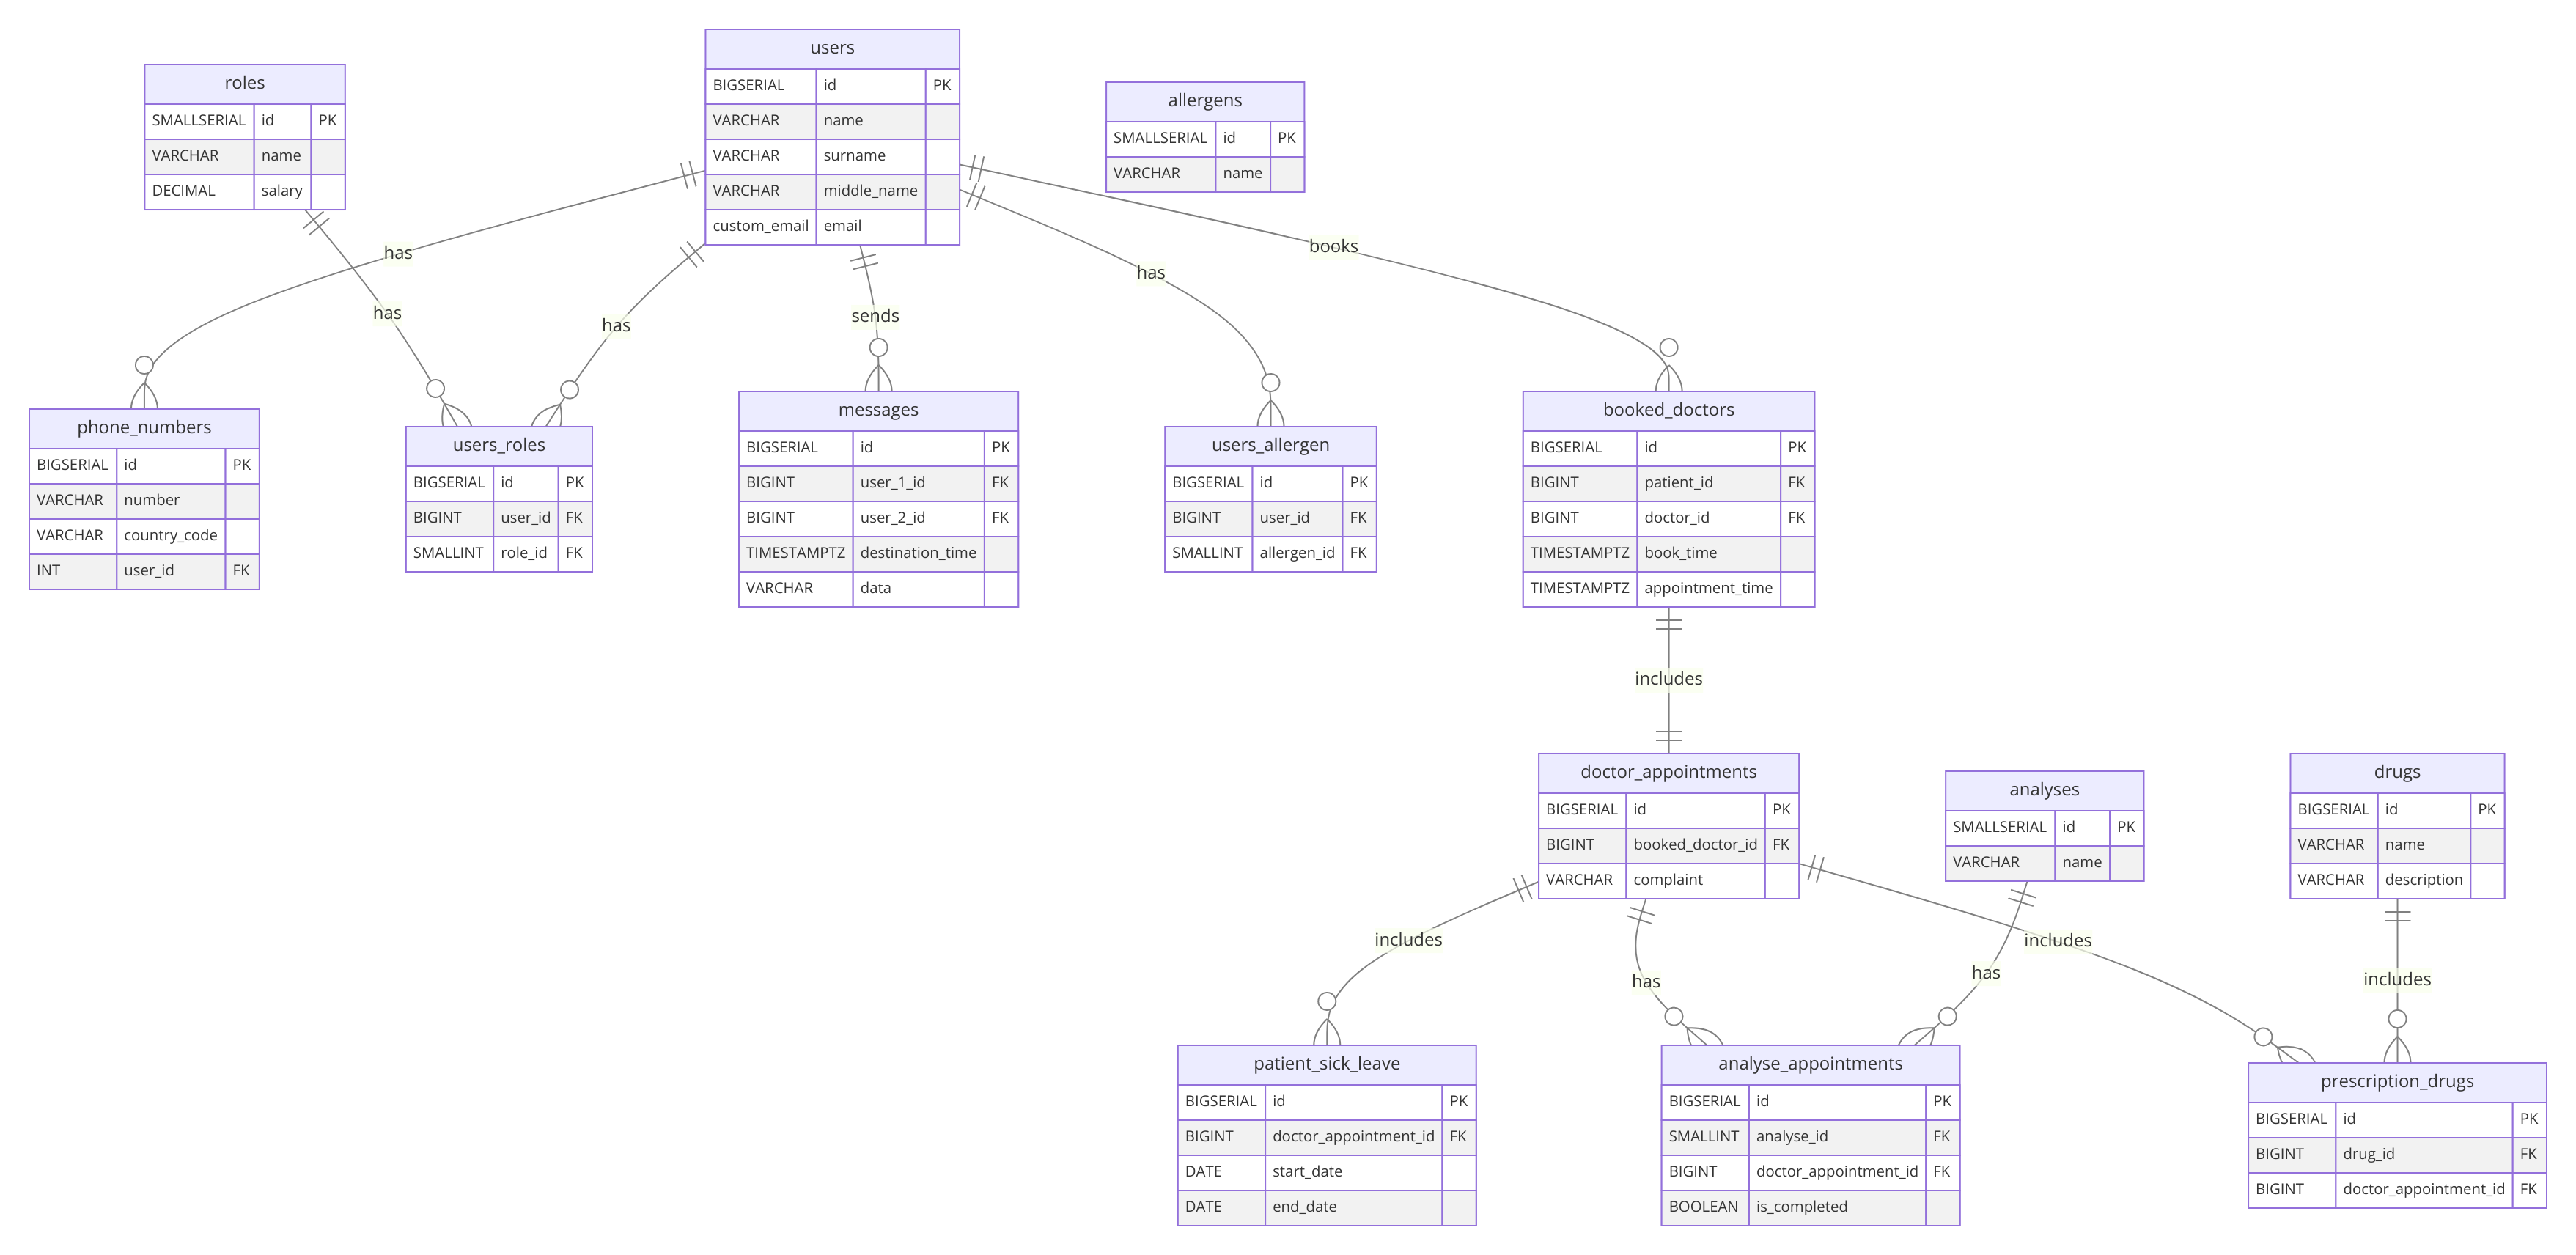 users
BIGSERIAL id PK
VARCHAR name
VARCHAR surname
VARCHAR middle_name
custom_email email
roles
SMALLSERIAL id PK
VARCHAR name
DECIMAL salary
allergens
SMALLSERIAL id PK
VARCHAR name
has
has
has
sends
has
books
phone_numbers
BIGSERIAL id PK
VARCHAR number
VARCHAR country_code
INT user_id FK
users_roles
BIGSERIAL id PK
BIGINT user_id FK
SMALLINT role_id FK
messages
BIGSERIAL id PK
BIGINT user_1_id FK
BIGINT user_2_id FK
TIMESTAMPTZ destination_time
VARCHAR data
users_allergen
BIGSERIAL id PK
BIGINT user_id FK
SMALLINT allergen_id FK
booked_doctors
BIGSERIAL id PK
BIGINT patient_id FK
BIGINT doctor_id FK
TIMESTAMPTZ book_time
TIMESTAMPTZ appointment_time
includes
doctor_appointments
BIGSERIAL id PK
BIGINT booked_doctor_id FK
VARCHAR complaint
analyses
SMALLSERIAL id PK
VARCHAR name
drugs
BIGSERIAL id PK
VARCHAR name
VARCHAR description
includes
has
has
includes
includes
patient_sick_leave
BIGSERIAL id PK
BIGINT doctor_appointment_id FK
DATE start_date
DATE end_date
analyse_appointments
BIGSERIAL id PK
SMALLINT analyse_id FK
BIGINT doctor_appointment_id FK
BOOLEAN is_completed
prescription_drugs
BIGSERIAL id PK
BIGINT drug_id FK
BIGINT doctor_appointment_id FK